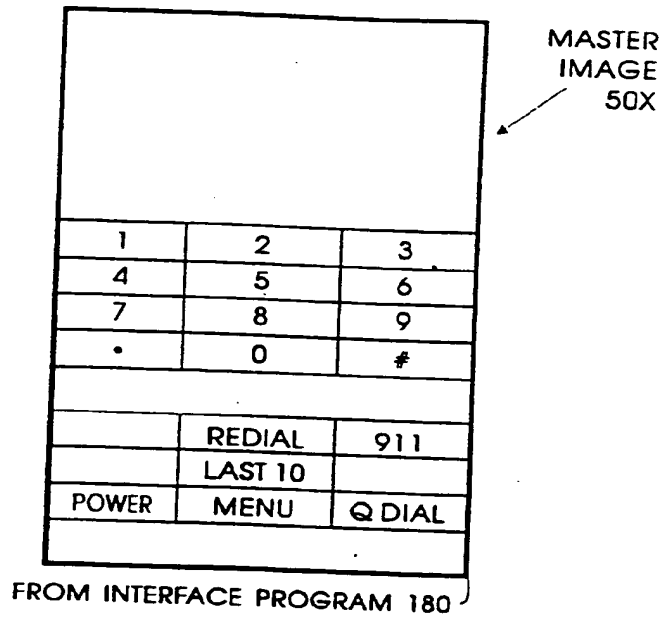 MASTER
IMAGE
50X
1 2 3
4 5 6
7 8 9
• 0 #
REDIAL 911
LAST 10
POWER MENU Q DIAL
FROM INTERFACE PROGRAM 180